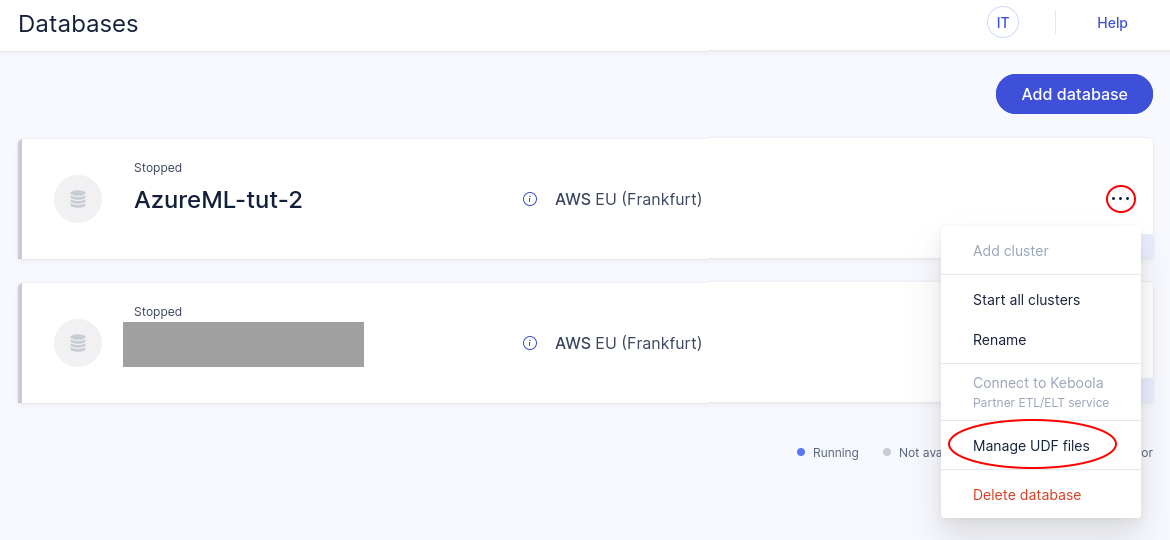 Databases
IT
Help
Add database
Stopped
AzureML-tut-2
AWS EU (Frankfurt)
Add cluster
Start all clusters
Rename
Connect to Keboola
Partner ETL/ELT service
Manage UDF files
Delete database
Stopped
AWS EU (Frankfurt)
Running
Not ava
or